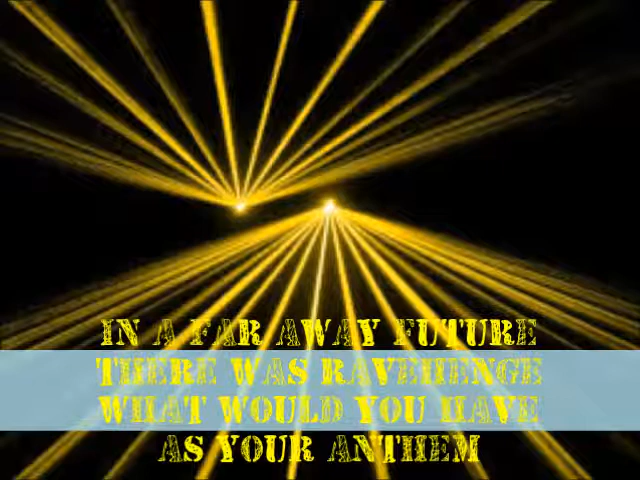 IN A FAR AWAY FUTURE
THERE WAS RAVEHENGE
WHAT WOULD YOU HAVE
AS YOUR ANTHEM